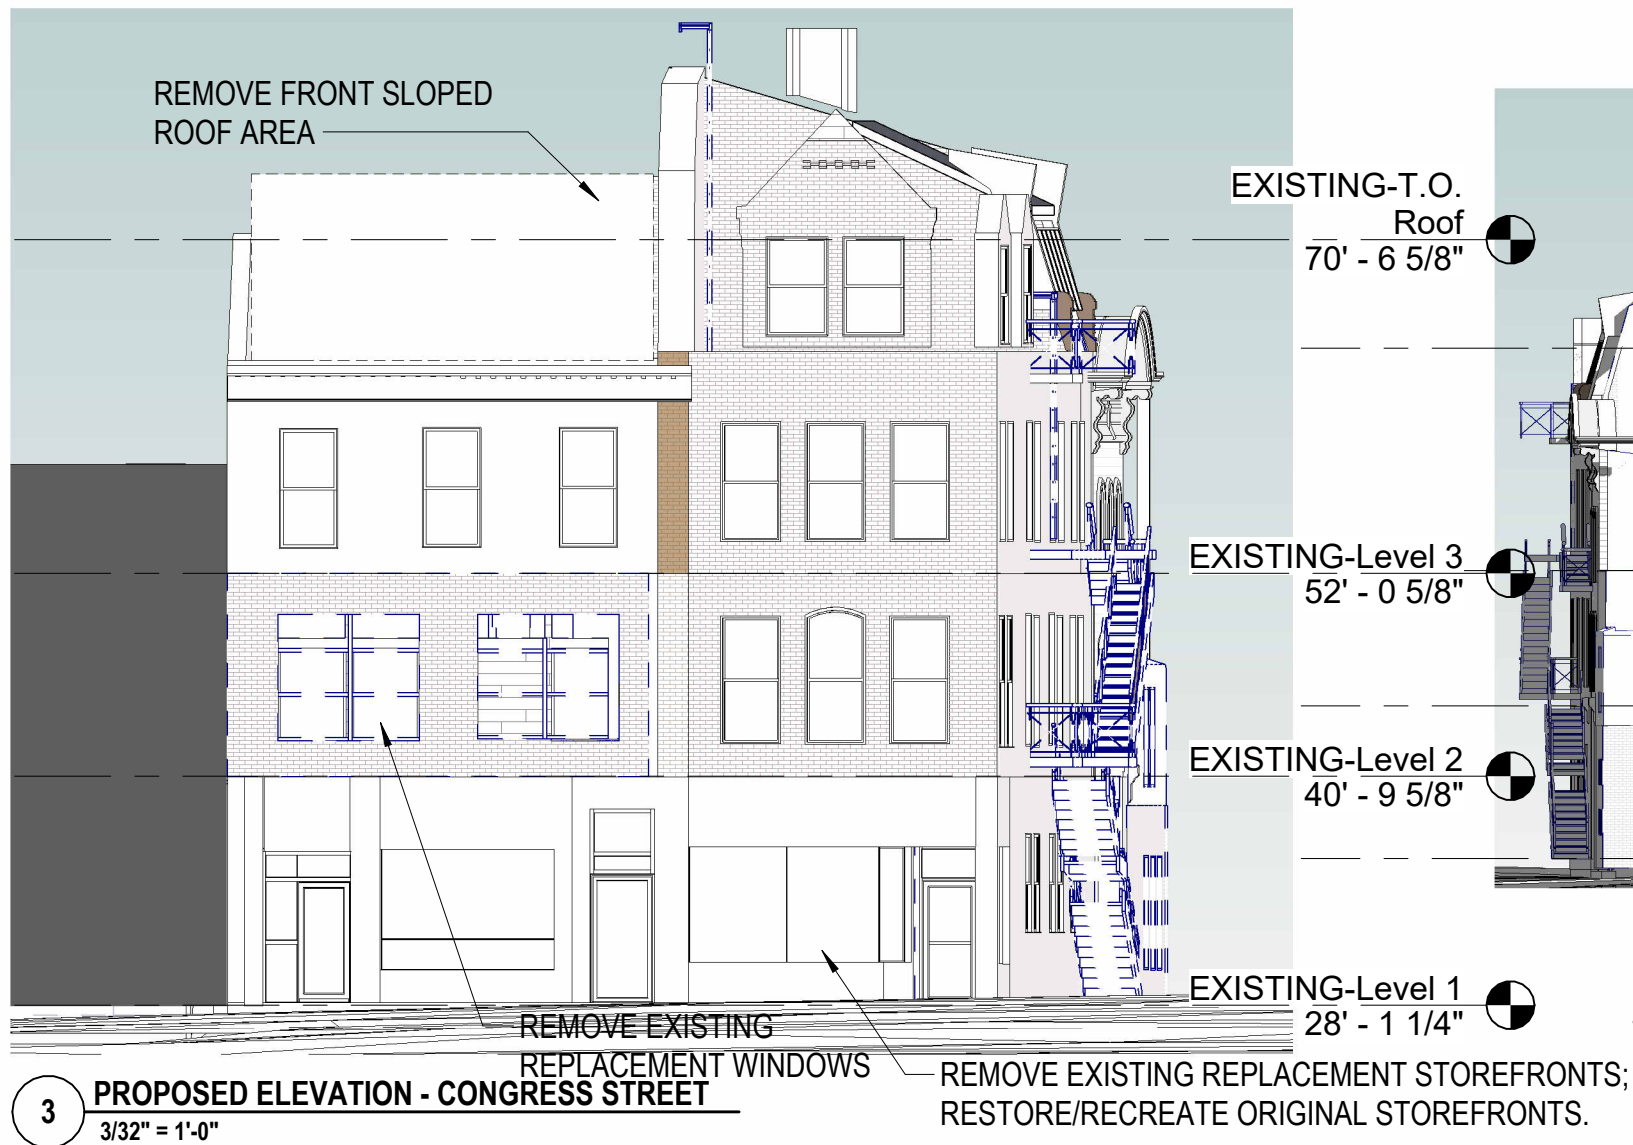 REMOVE FRONT SLOPED
ROOF AREA
EXISTING-T.O.
Roof
70' - 6 5/8"
EXISTING-Level 3
52' - 0 5/8"
EXISTING-Level 2
40' - 9 5/8"
EXISTING-Level 1
28' - 1 1/4"
REMOVE EXISTING
REPLACEMENT WINDOWS
REMOVE EXISTING REPLACEMENT STOREFRONTS;
RESTORE/RECREATE ORIGINAL STOREFRONTS.
3
PROPOSED ELEVATION - CONGRESS STREET
3/32" = 1'-0"